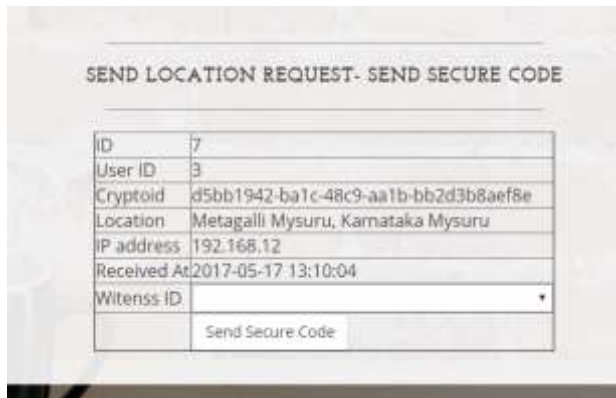 SEND LOCATION REQUEST- SEND SECURE CODE
ID 7
User ID 3
Cryptoid d5bb1942-ba1c-48c9-aa1b-bb2d3b8aef8e
Location Metagalli Mysuru, Karnataka Mysuru
IP address 192.168.12
Received At 2017-05-17 13:10:04
Witenss ID
Send Secure Code